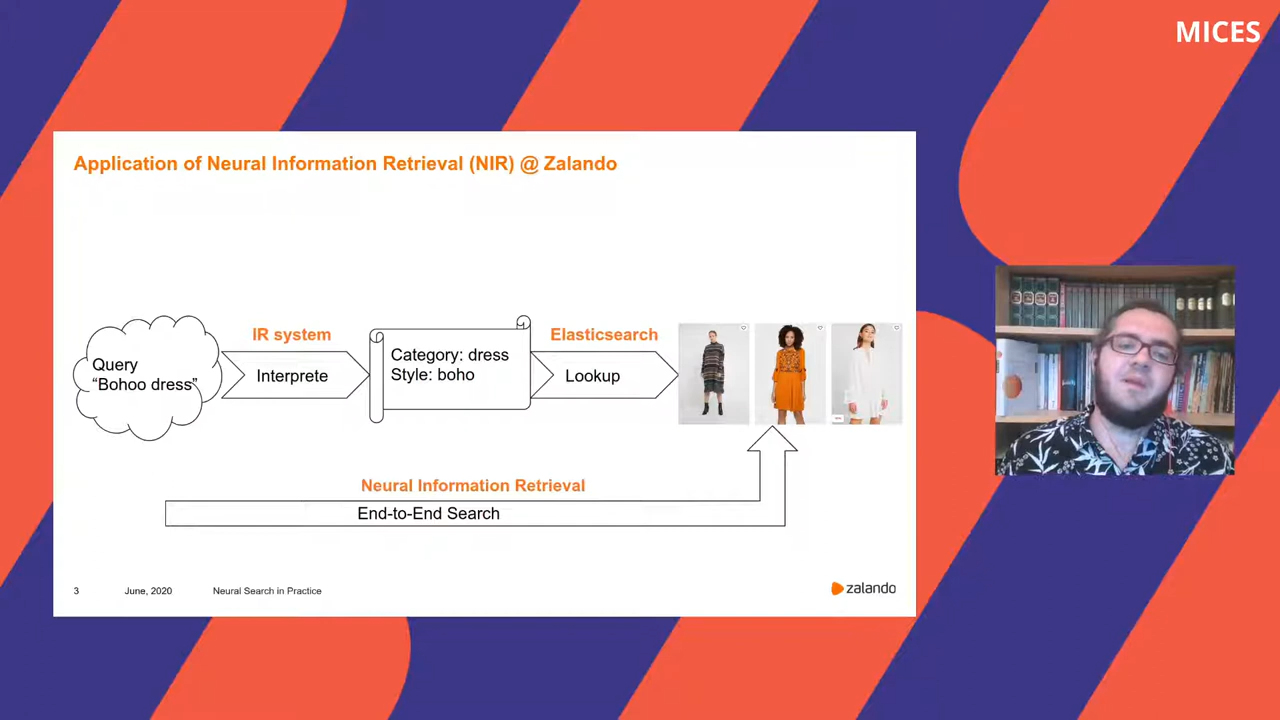 MICES
Application of Neural Information Retrieval (NIR) @ Zalando
Query
“Bohoo dress”
IR system
Interprete
Category: dress
Style: boho
Elasticsearch
Lookup
Neural Information Retrieval
End-to-End Search
3 June, 2020 Neural Search in Practice
zalando